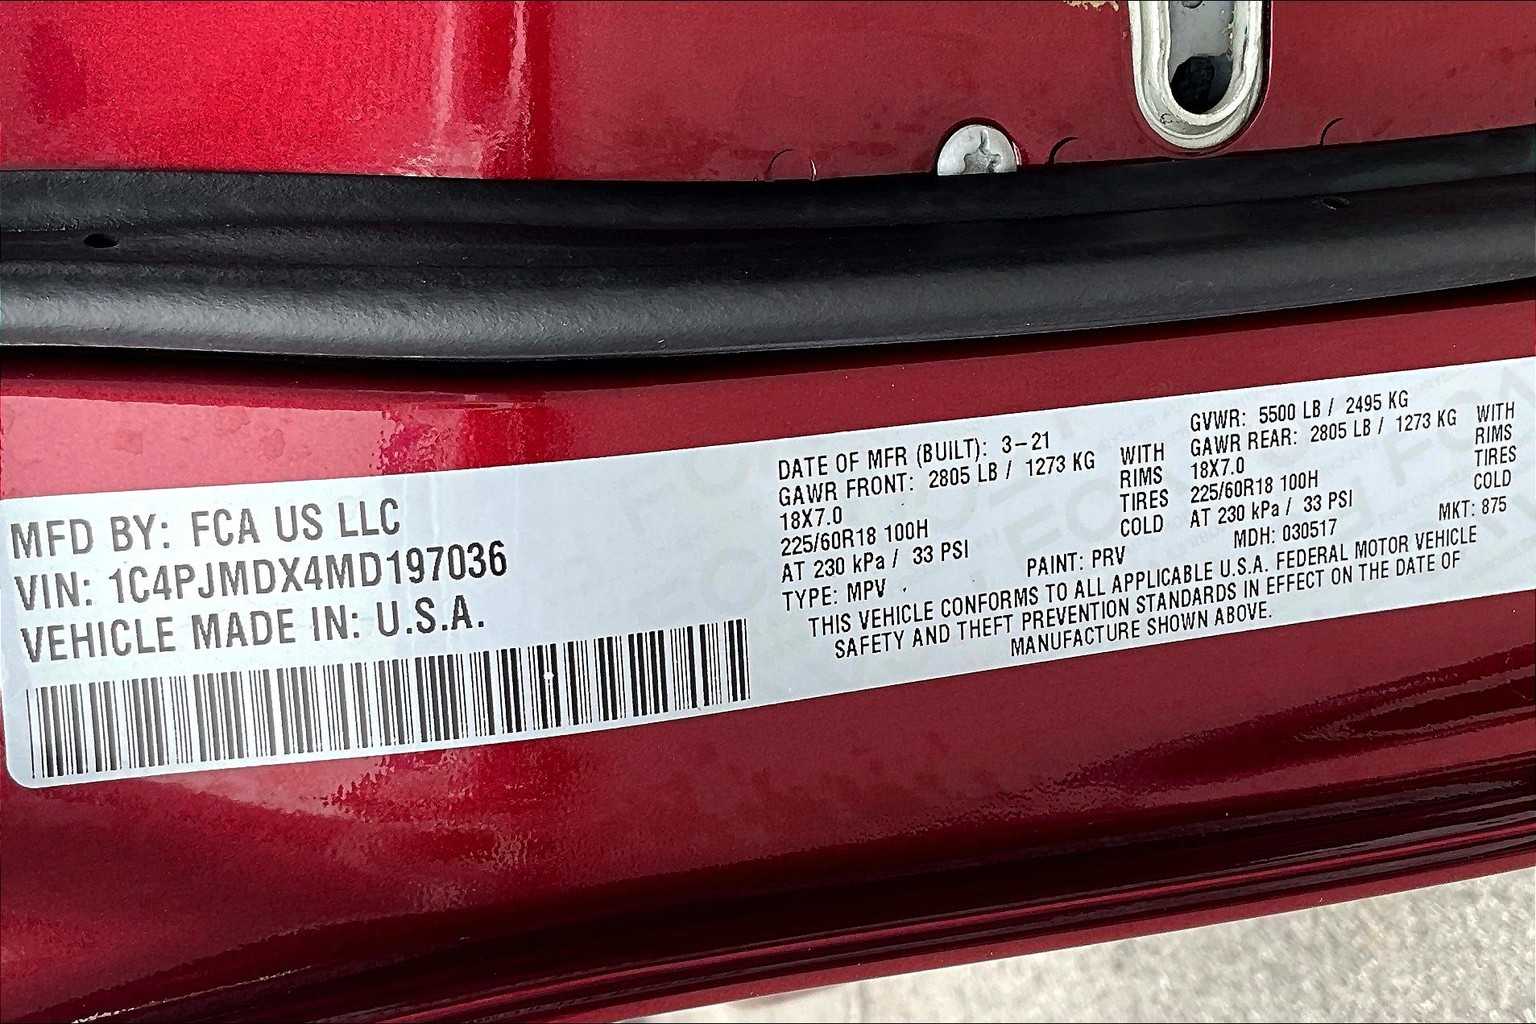 MFD BY: FCA US LLC
VIN: 1C4PJMDX4MD197036
VEHICLE MADE IN: U.S.A.
DATE OF MFR (BUILT): 3-21
GAWR FRONT: 2805 LB / 1273 KG WITH
18X7.0 RIMS
225/60R18 100H TIRES
AT 230 kPa / 33 PSI COLD
GVWR: 5500 LB / 2495 KG
GAWR REAR: 2805 LB / 1273 KG WITH
18X7.0 RIMS
225/60R18 100H TIRES
AT 230 kPa / 33 PSI COLD
TYPE: MPV PAINT: PRV MDH: 030517 MKT: 875
THIS VEHICLE CONFORMS TO ALL APPLICABLE U.S.A. FEDERAL MOTOR VEHICLE
SAFETY AND THEFT PREVENTION STANDARDS IN EFFECT ON THE DATE OF
MANUFACTURE SHOWN ABOVE.